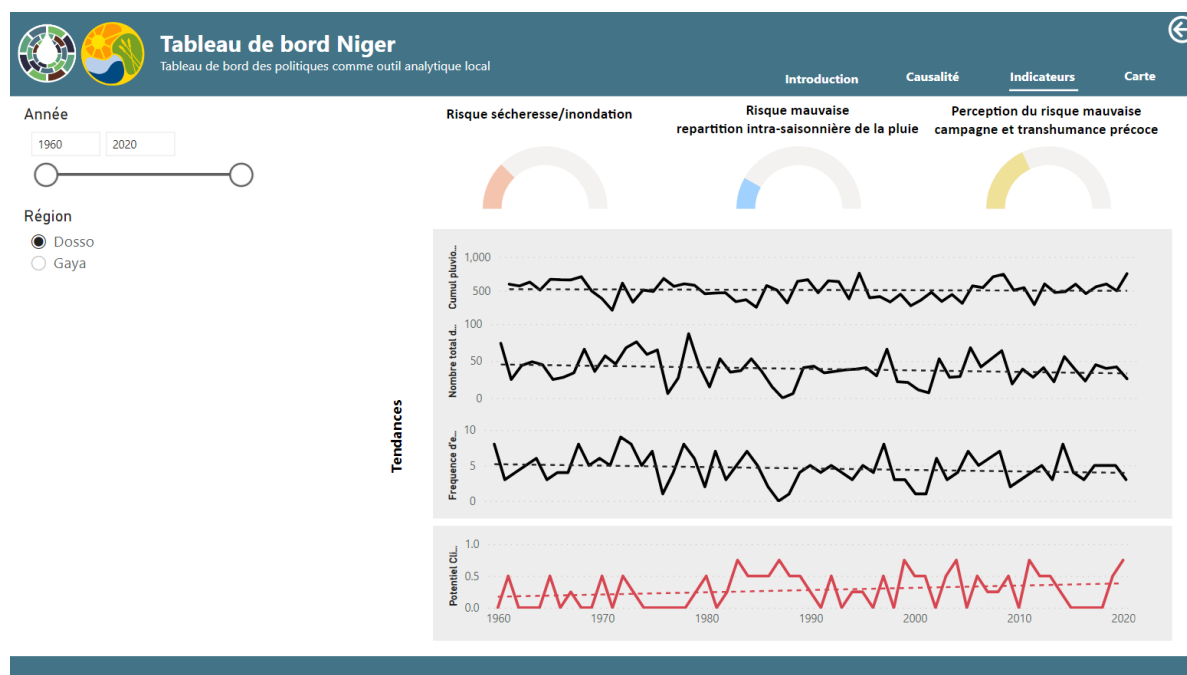 Tableau de bord Niger
Tableau de bord des politiques comme outil analytique local
Introduction
Causalité
Indicateurs
Carte
Année
1960
2020
Région
Dosso
Gaya
Risque sécheresse/inondation
Risque mauvaise
repartition intra-saisonnière de la pluie
Perception du risque mauvaise
campagne et transhumance précoce
Tendances
Cumul pluvio...
1,000
500
Nombre total d...
100
50
0
Frequence d'e...
10
5
0
Potentiel Cli...
1.0
0.5
0.0
1960
1970
1980
1990
2000
2010
2020